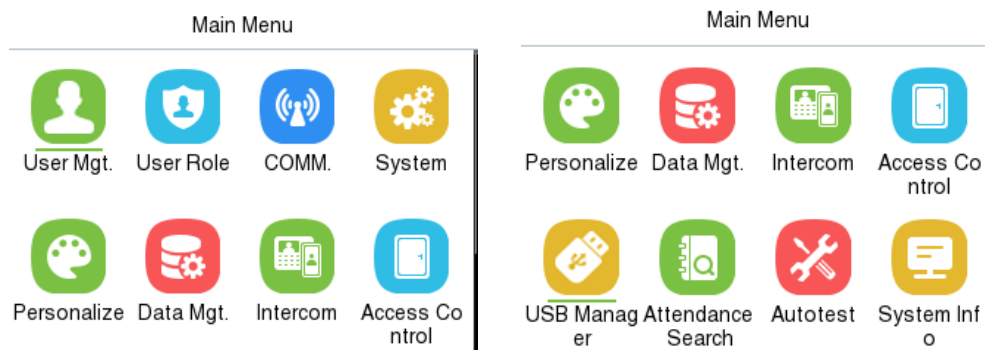 Main Menu
User Mgt.
User Role
COMM.
System
Personalize
Data Mgt.
Intercom
Access Co
ntrol
Main Menu
Personalize
Data Mgt.
Intercom
Access Co
ntrol
USB Manag
er
Attendance
Search
Autotest
System Inf
o